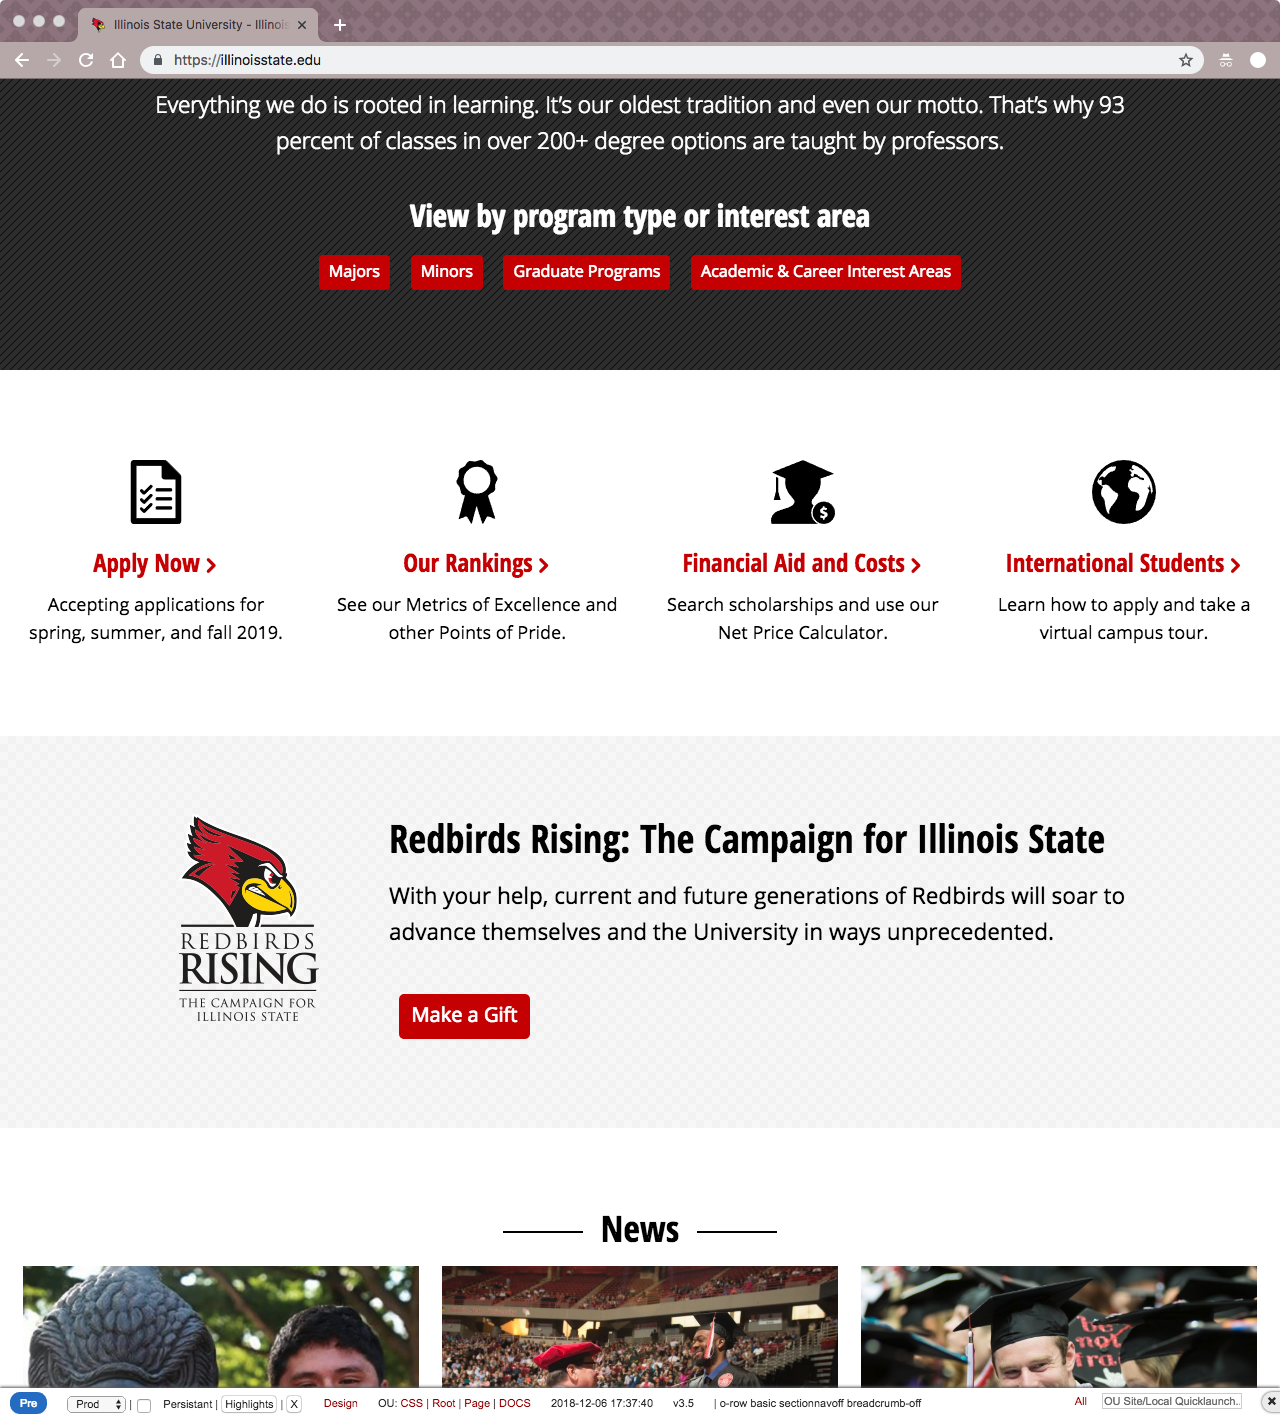 Illinois State University - Illinois
https://illinoisstate.edu
Everything we do is rooted in learning. It's our oldest tradition and even our motto. That's why 93
percent of classes in over 200+ degree options are taught by professors.
View by program type or interest area
Majors
Minors
Graduate Programs
Academic & Career Interest Areas
Apply Now
Our Rankings
Financial Aid and Costs
International Students
Accepting applications for
spring, summer, and fall 2019.
See our Metrics of Excellence and
other Points of Pride.
Search scholarships and use our
Net Price Calculator.
Learn how to apply and take a
virtual campus tour.
REDBIRDS
RISING
THE CAMPAIGN FOR
ILLINOIS STATE
Redbirds Rising: The Campaign for Illinois State
With your help, current and future generations of Redbirds will soar to
advance themselves and the University in ways unprecedented.
Make a Gift
News
be
not
Pre
Prod | Persistant | Highlights | X
Design
OU: CSS | Root | Page | DOCS
2018-12-06 17:37:40
v3.5
| o-row basic sectionnavoff breadcrumb-off
All
OU Site/Local Quicklaunch..